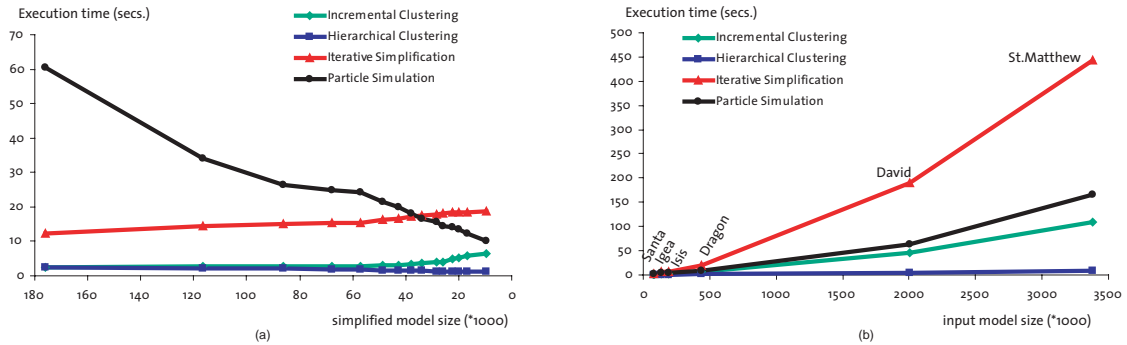 Execution time (secs.)
Incremental Clustering
Hierarchical Clustering
Iterative Simplification
Particle Simulation
70
60
50
40
30
20
10
0
180 160 140 120 100 80 60 40 20 0
simplified model size (*1000)
(a)
Execution time (secs.)
Incremental Clustering
Hierarchical Clustering
Iterative Simplification
Particle Simulation
500
450
400
350
300
250
200
150
100
50
0
St.Matthew
David
Santa
Igea
Isis
Dragon
0 500 1000 1500 2000 2500 3000 3500
input model size (*1000)
(b)